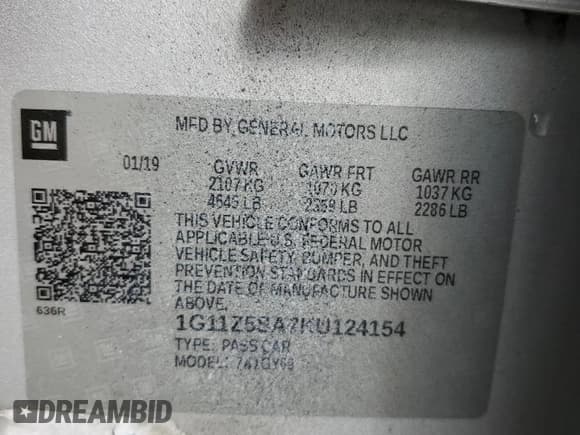 GM
MFD BY GENERAL MOTORS LLC
01/19 GVWR GAWR FRT GAWR RR
2107 KG 1070 KG 1037 KG
4645 LB 2359 LB 2286 LB
THIS VEHICLE CONFORMS TO ALL
APPLICABLE U.S. FEDERAL MOTOR
VEHICLE SAFETY, BUMPER, AND THEFT
PREVENTION STANDARDS IN EFFECT ON
THE DATE OF MANUFACTURE SHOWN
ABOVE.
636R
1G11Z5SA7KU124154
TYPE: PASS CAR
MODEL: 741GY69
DREAMBID